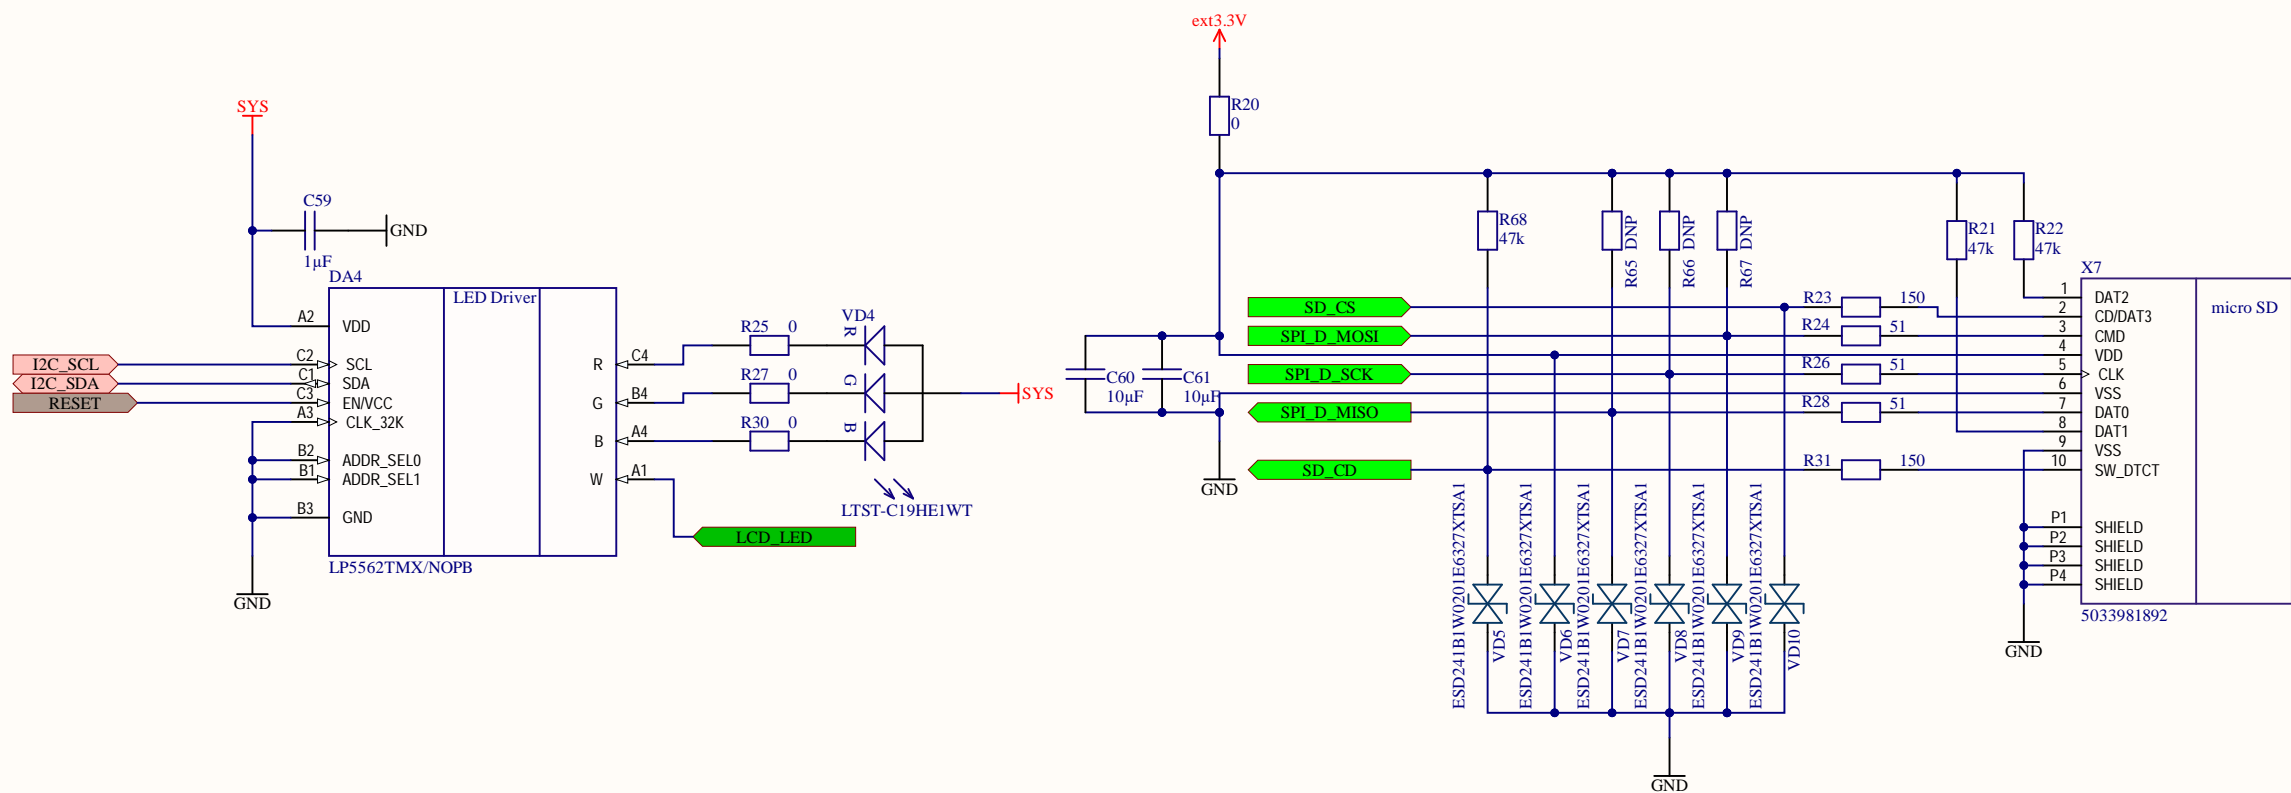 SYS
C59
GND
1µF
DA4
LED Driver
A2
VDD
I2C_SCL
C2
SCL
I2C_SDA
C1
SDA
RESET
C3
EN/VCC
A3
CLK_32K
B2
ADDR_SEL0
B1
ADDR_SEL1
B3
GND
LP5562TMX/NOPB
GND
R
C4
G
B4
B
A4
W
A1
R25 0
R27 0
R30 0
VD4
R
G
B
SYS
LTST-C19HE1WT
LCD_LED
ext3.3V
R20
0
C60
10µF
C61
10µF
GND
R68
47k
R65 DNP
R66 DNP
R67 DNP
R21
47k
R22
47k
SD_CS
SPI_D_MOSI
SPI_D_SCK
SPI_D_MISO
SD_CD
R23 150
R24 51
R26 51
R28 51
R31 150
X7
micro SD
1 DAT2
2 CD/DAT3
3 CMD
4 VDD
5 CLK
6 VSS
7 DAT0
8 DAT1
9 VSS
10 SW_DTCT
P1 SHIELD
P2 SHIELD
P3 SHIELD
P4 SHIELD
5033981892
GND
ESD241B1W0201E6327XTSA1
VD5
ESD241B1W0201E6327XTSA1
VD6
ESD241B1W0201E6327XTSA1
VD7
ESD241B1W0201E6327XTSA1
VD8
ESD241B1W0201E6327XTSA1
VD9
ESD241B1W0201E6327XTSA1
VD10
GND